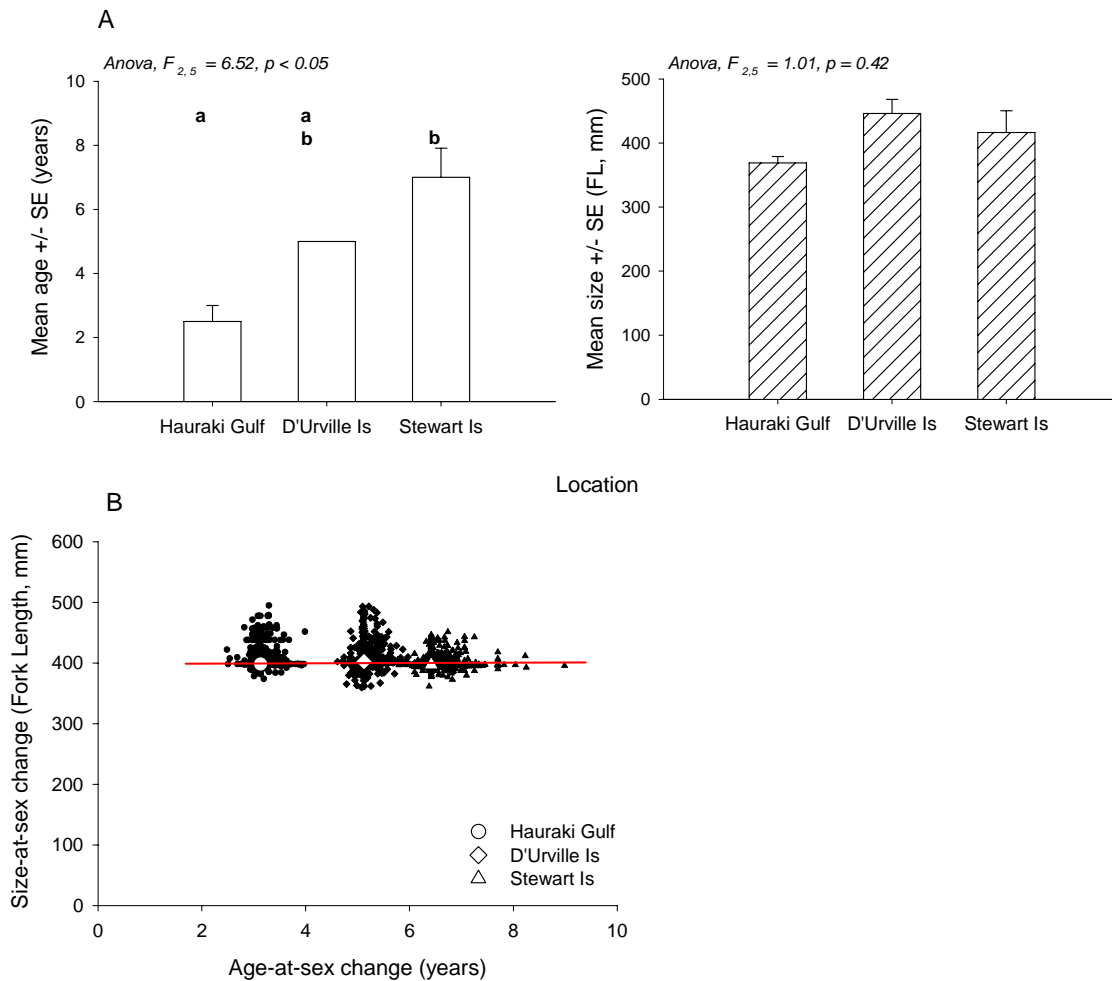 A
Anova, F 2, 5 = 6.52, p < 0.05
Mean age +/- SE (years)
10
8
6
4
2
0
a
a
b
b
Hauraki Gulf D'Urville Is Stewart Is
Anova, F 2,5 = 1.01, p = 0.42
Mean size +/- SE (FL, mm)
500
400
300
200
100
0
Hauraki Gulf D'Urville Is Stewart Is
Location
B
Size-at-sex change (Fork Length, mm)
600
500
400
300
200
100
0
Hauraki Gulf
D'Urville Is
Stewart Is
0 2 4 6 8 10
Age-at-sex change (years)